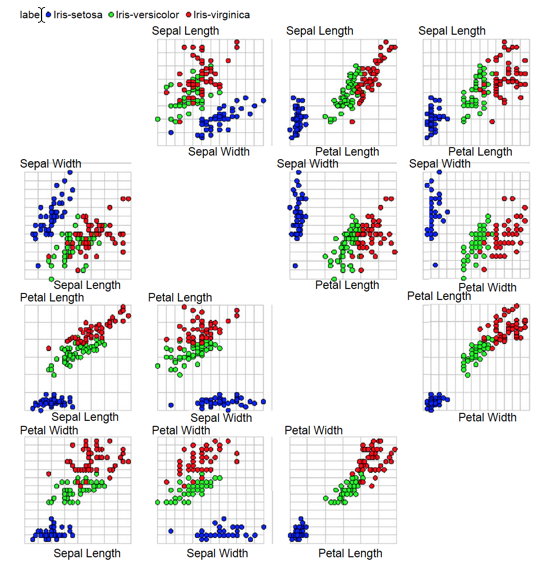 label Iris-setosa Iris-versicolor Iris-virginica
Sepal Length Sepal Length Sepal Length
Sepal Width Petal Length Petal Length
Sepal Width Sepal Width Sepal Width
Sepal Length Petal Length Petal Width
Petal Length Petal Length Petal Length
Sepal Length Sepal Width Petal Width
Petal Width Petal Width Petal Width
Sepal Length Sepal Width Petal Length